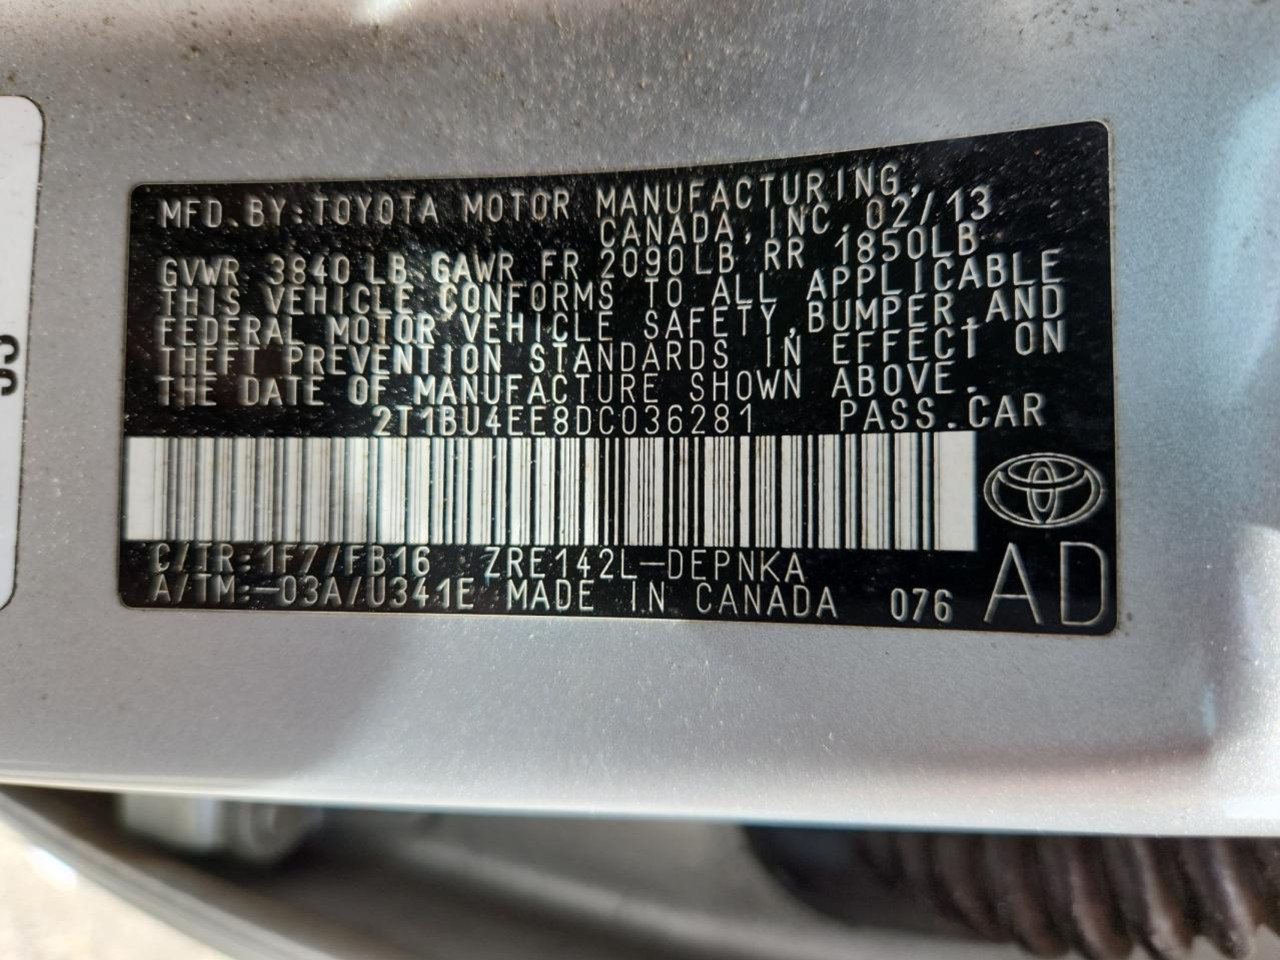 MFD.BY:TOYOTA MOTOR MANUFACTURING,
CANADA,INC.02/13
GVWR 3840LB GAWR FR 2090LB RR 1850LB
THIS VEHICLE CONFORMS TO ALL APPLICABLE
FEDERAL MOTOR VEHICLE SAFETY,BUMPER,AND
THEFT PREVENTION STANDARDS IN EFFECT ON
THE DATE OF MANUFACTURE SHOWN ABOVE.
2T1BU4EE8DC036281 PASS.CAR
C/TR:1F7/FB16 ZRE142L-DEPNKA
A/TM:-03A/U341E MADE IN CANADA 076 AD